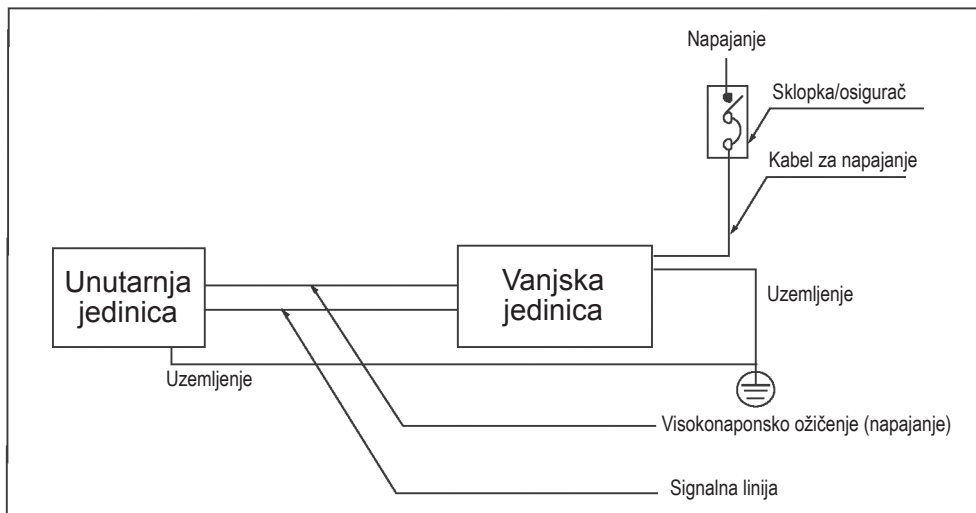 Napajanje
Sklopka/osigurač
Kabel za napajanje
Unutarnja
jedinica
Vanjska
jedinica
Uzemljenje
Uzemljenje
Visokonaponsko ožičenje (napajanje)
Signalna linija